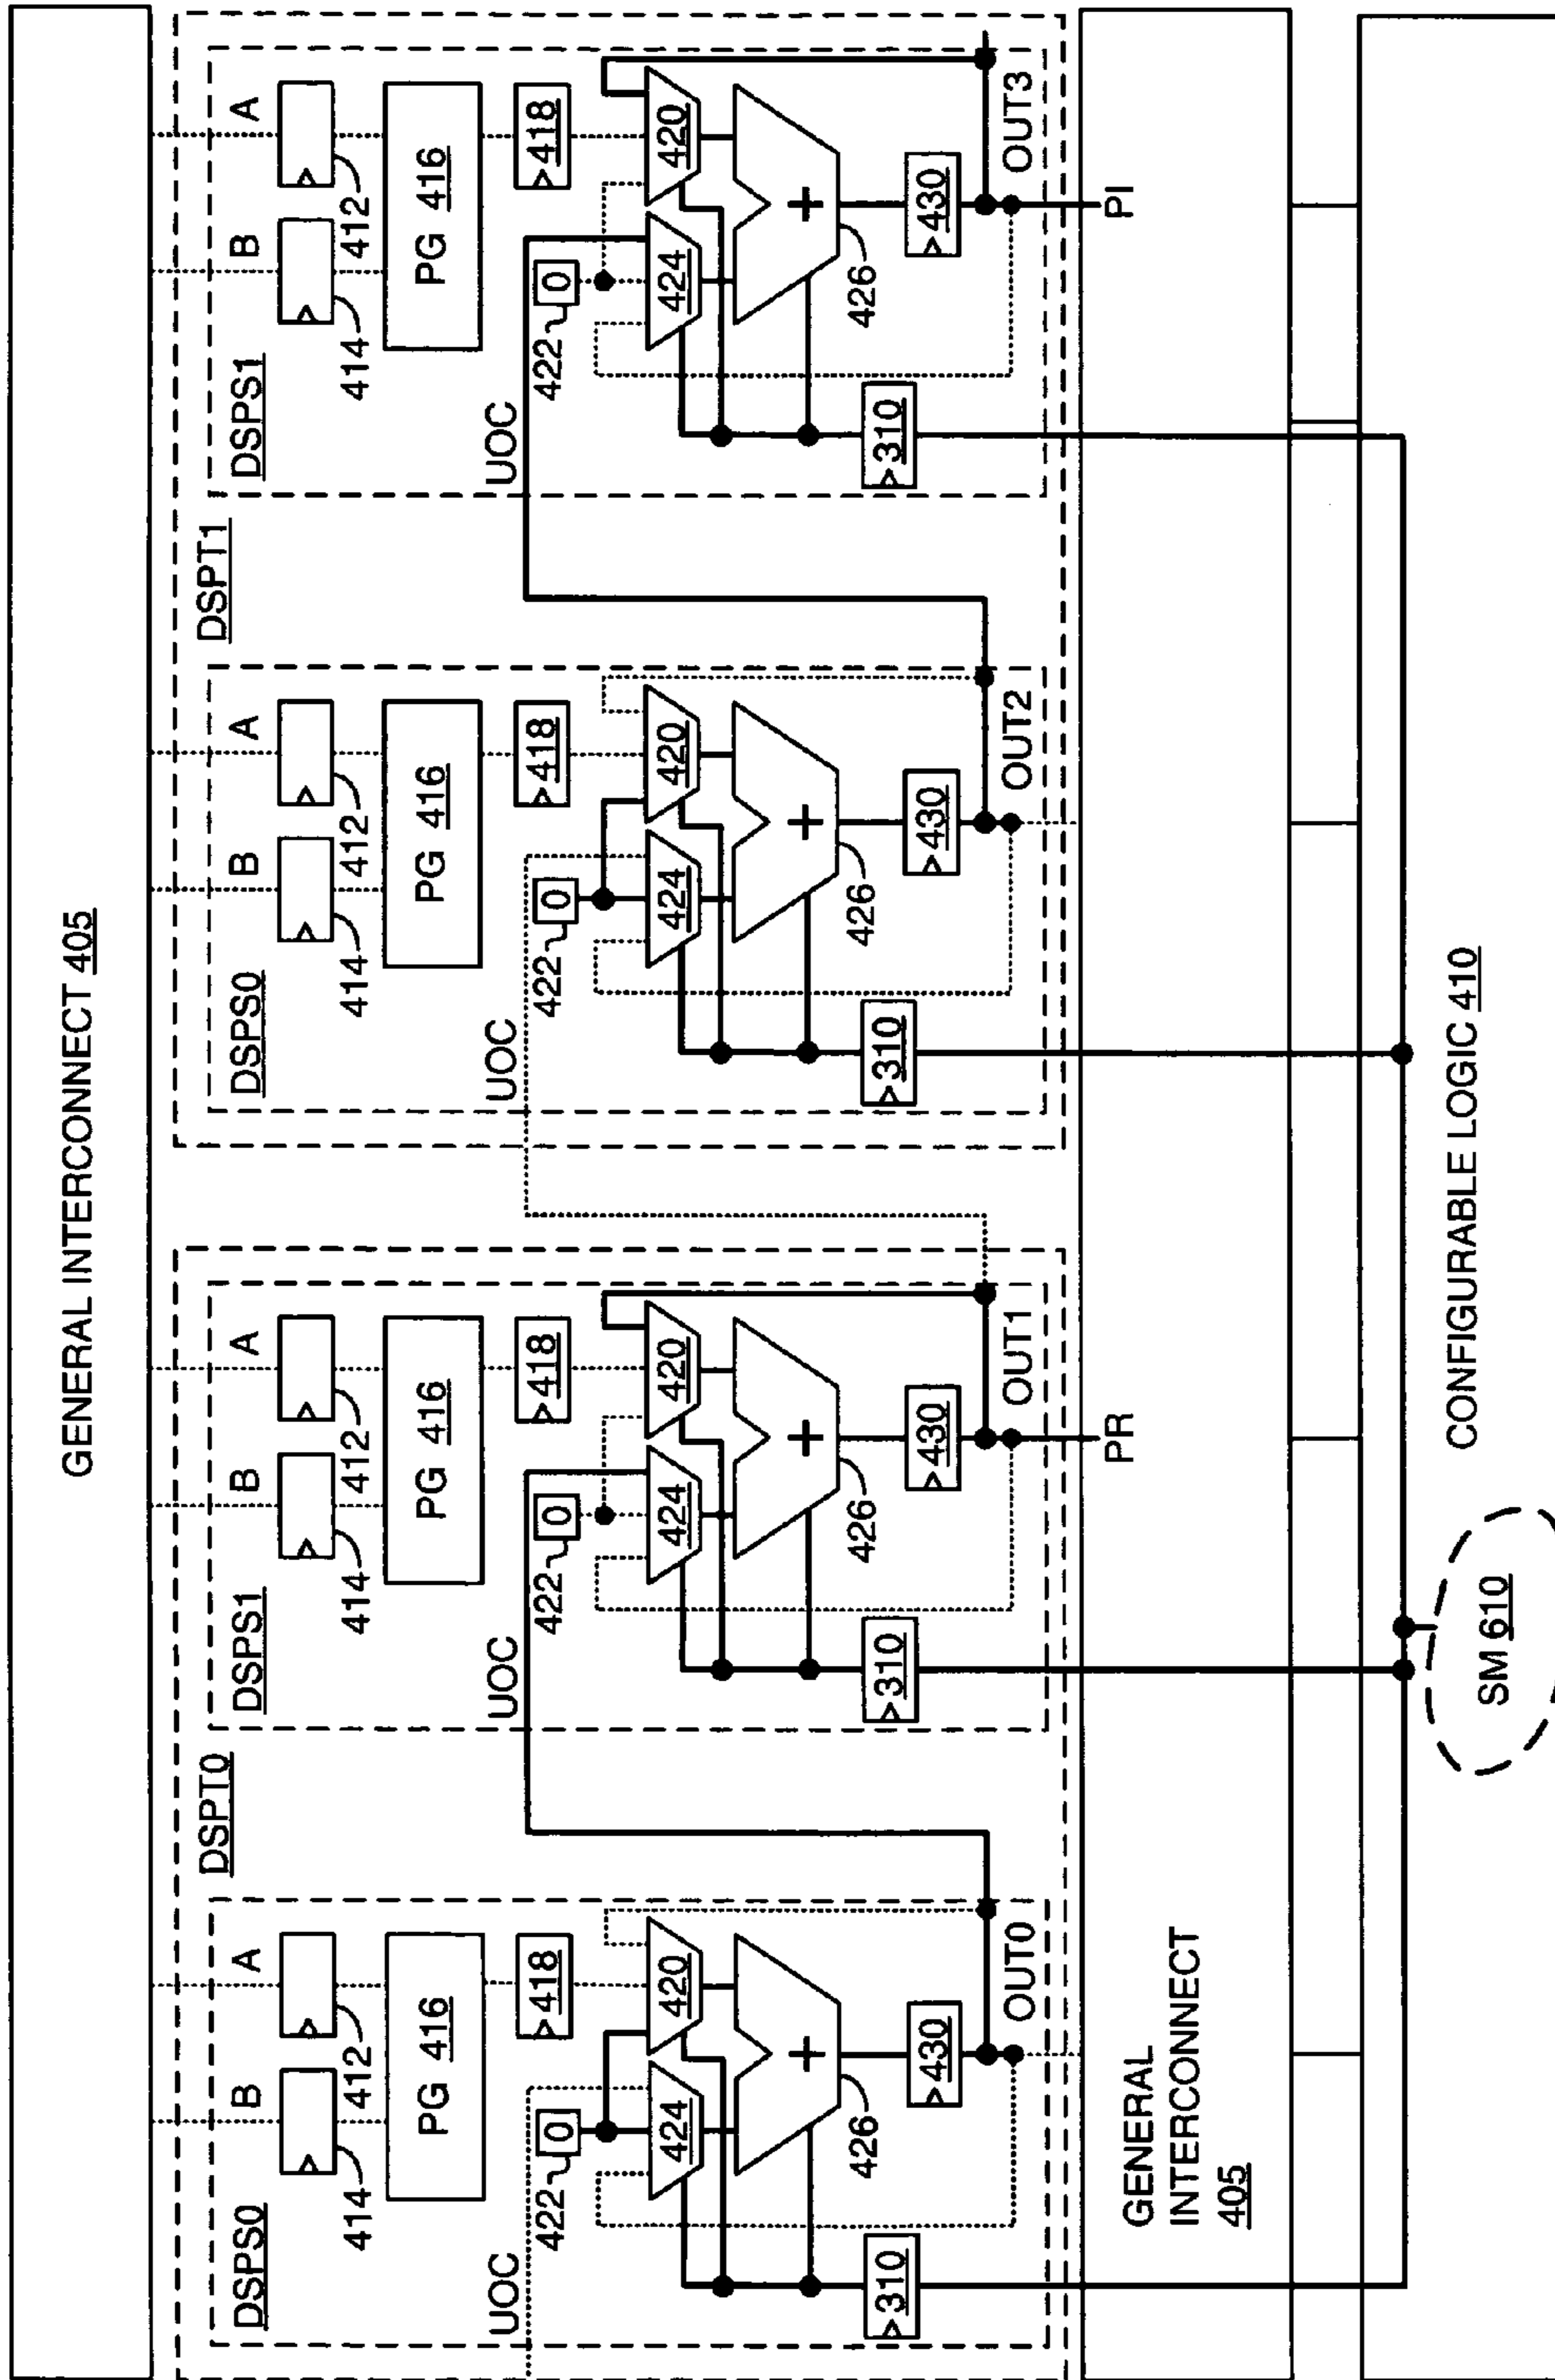 GENERAL INTERCONNECT 405
DSPT0
DSPS0
B
A
414
412
PG 416
418
UOC
422
0
424
420
+
426
310
430
OUT0
DSPS1
B
A
414
412
PG 416
418
UOC
422
0
424
420
+
426
310
430
OUT1
PR
DSPT1
DSPS0
B
A
414
412
PG 416
418
UOC
422
0
424
420
+
426
310
430
OUT2
DSPS1
B
A
414
412
PG 416
418
UOC
422
0
424
420
+
426
310
430
OUT3
PI
GENERAL
INTERCONNECT
405
SM 610
CONFIGURABLE LOGIC 410